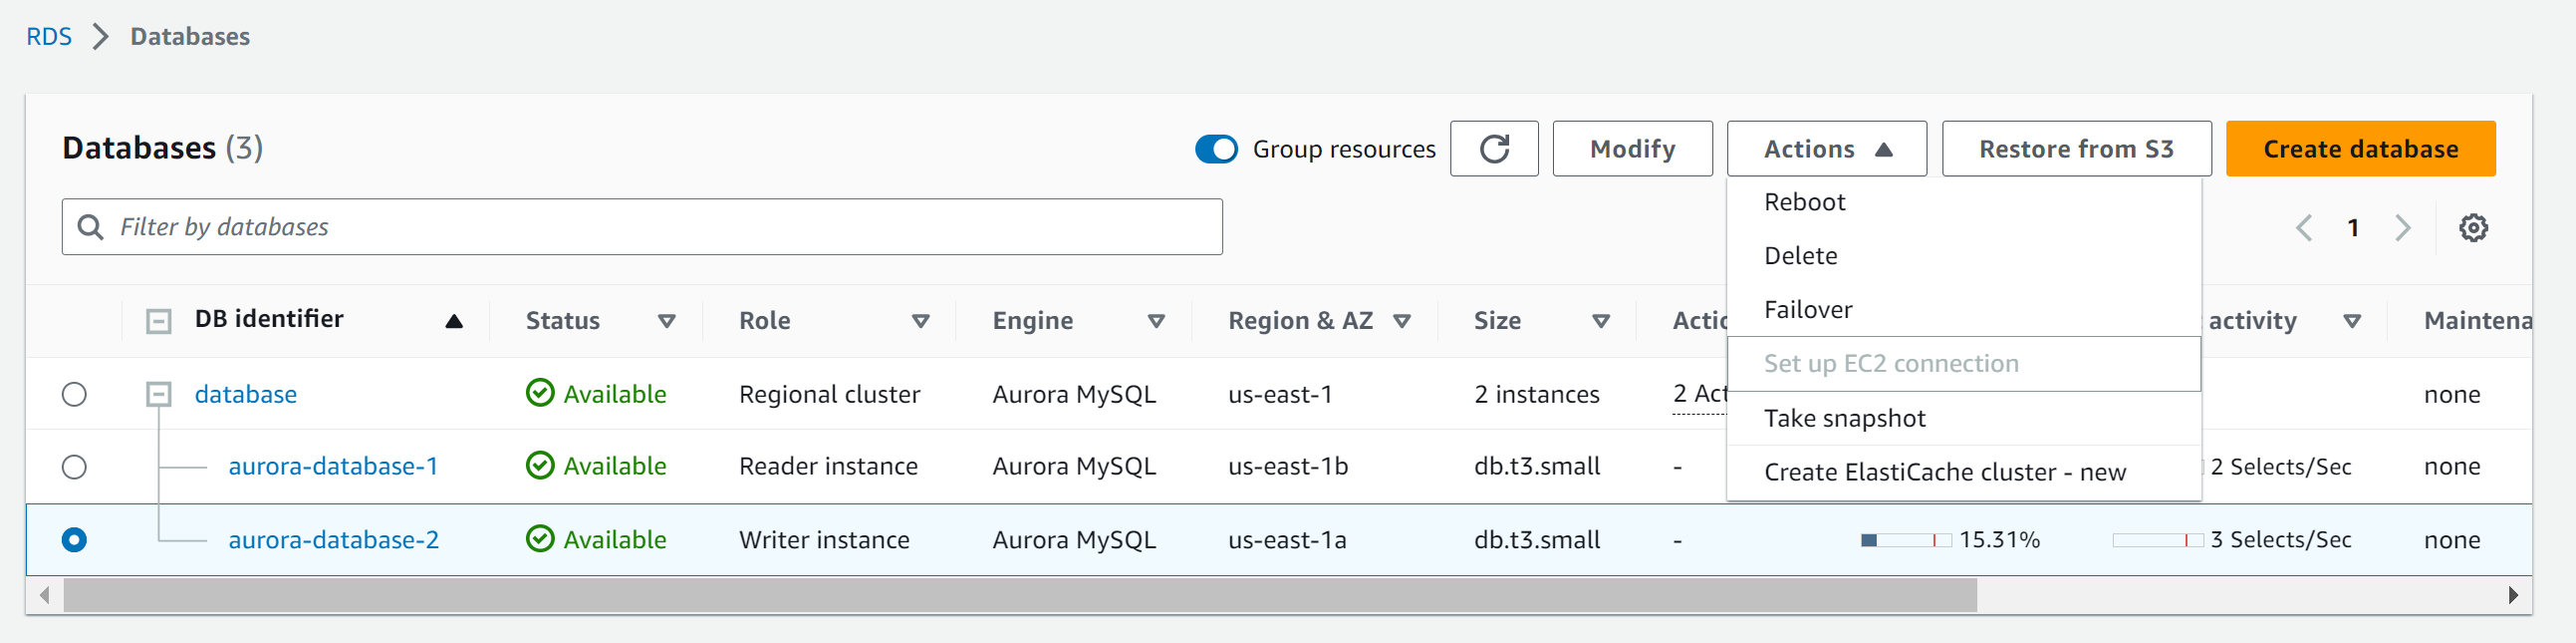 RDS > Databases
Databases (3) Group resources Modify Actions Restore from S3 Create database
Filter by databases
1
Reboot
Delete
Failover
Set up EC2 connection
Take snapshot
Create ElastiCache cluster - new
DB identifier Status Role Engine Region & AZ Size activity
database Available Regional cluster Aurora MySQL us-east-1 2 instances 2 none
aurora-database-1 Available Reader instance Aurora MySQL us-east-1b db.t3.small - 2 Selects/Sec none
aurora-database-2 Available Writer instance Aurora MySQL us-east-1a db.t3.small - 15.31% 3 Selects/Sec none